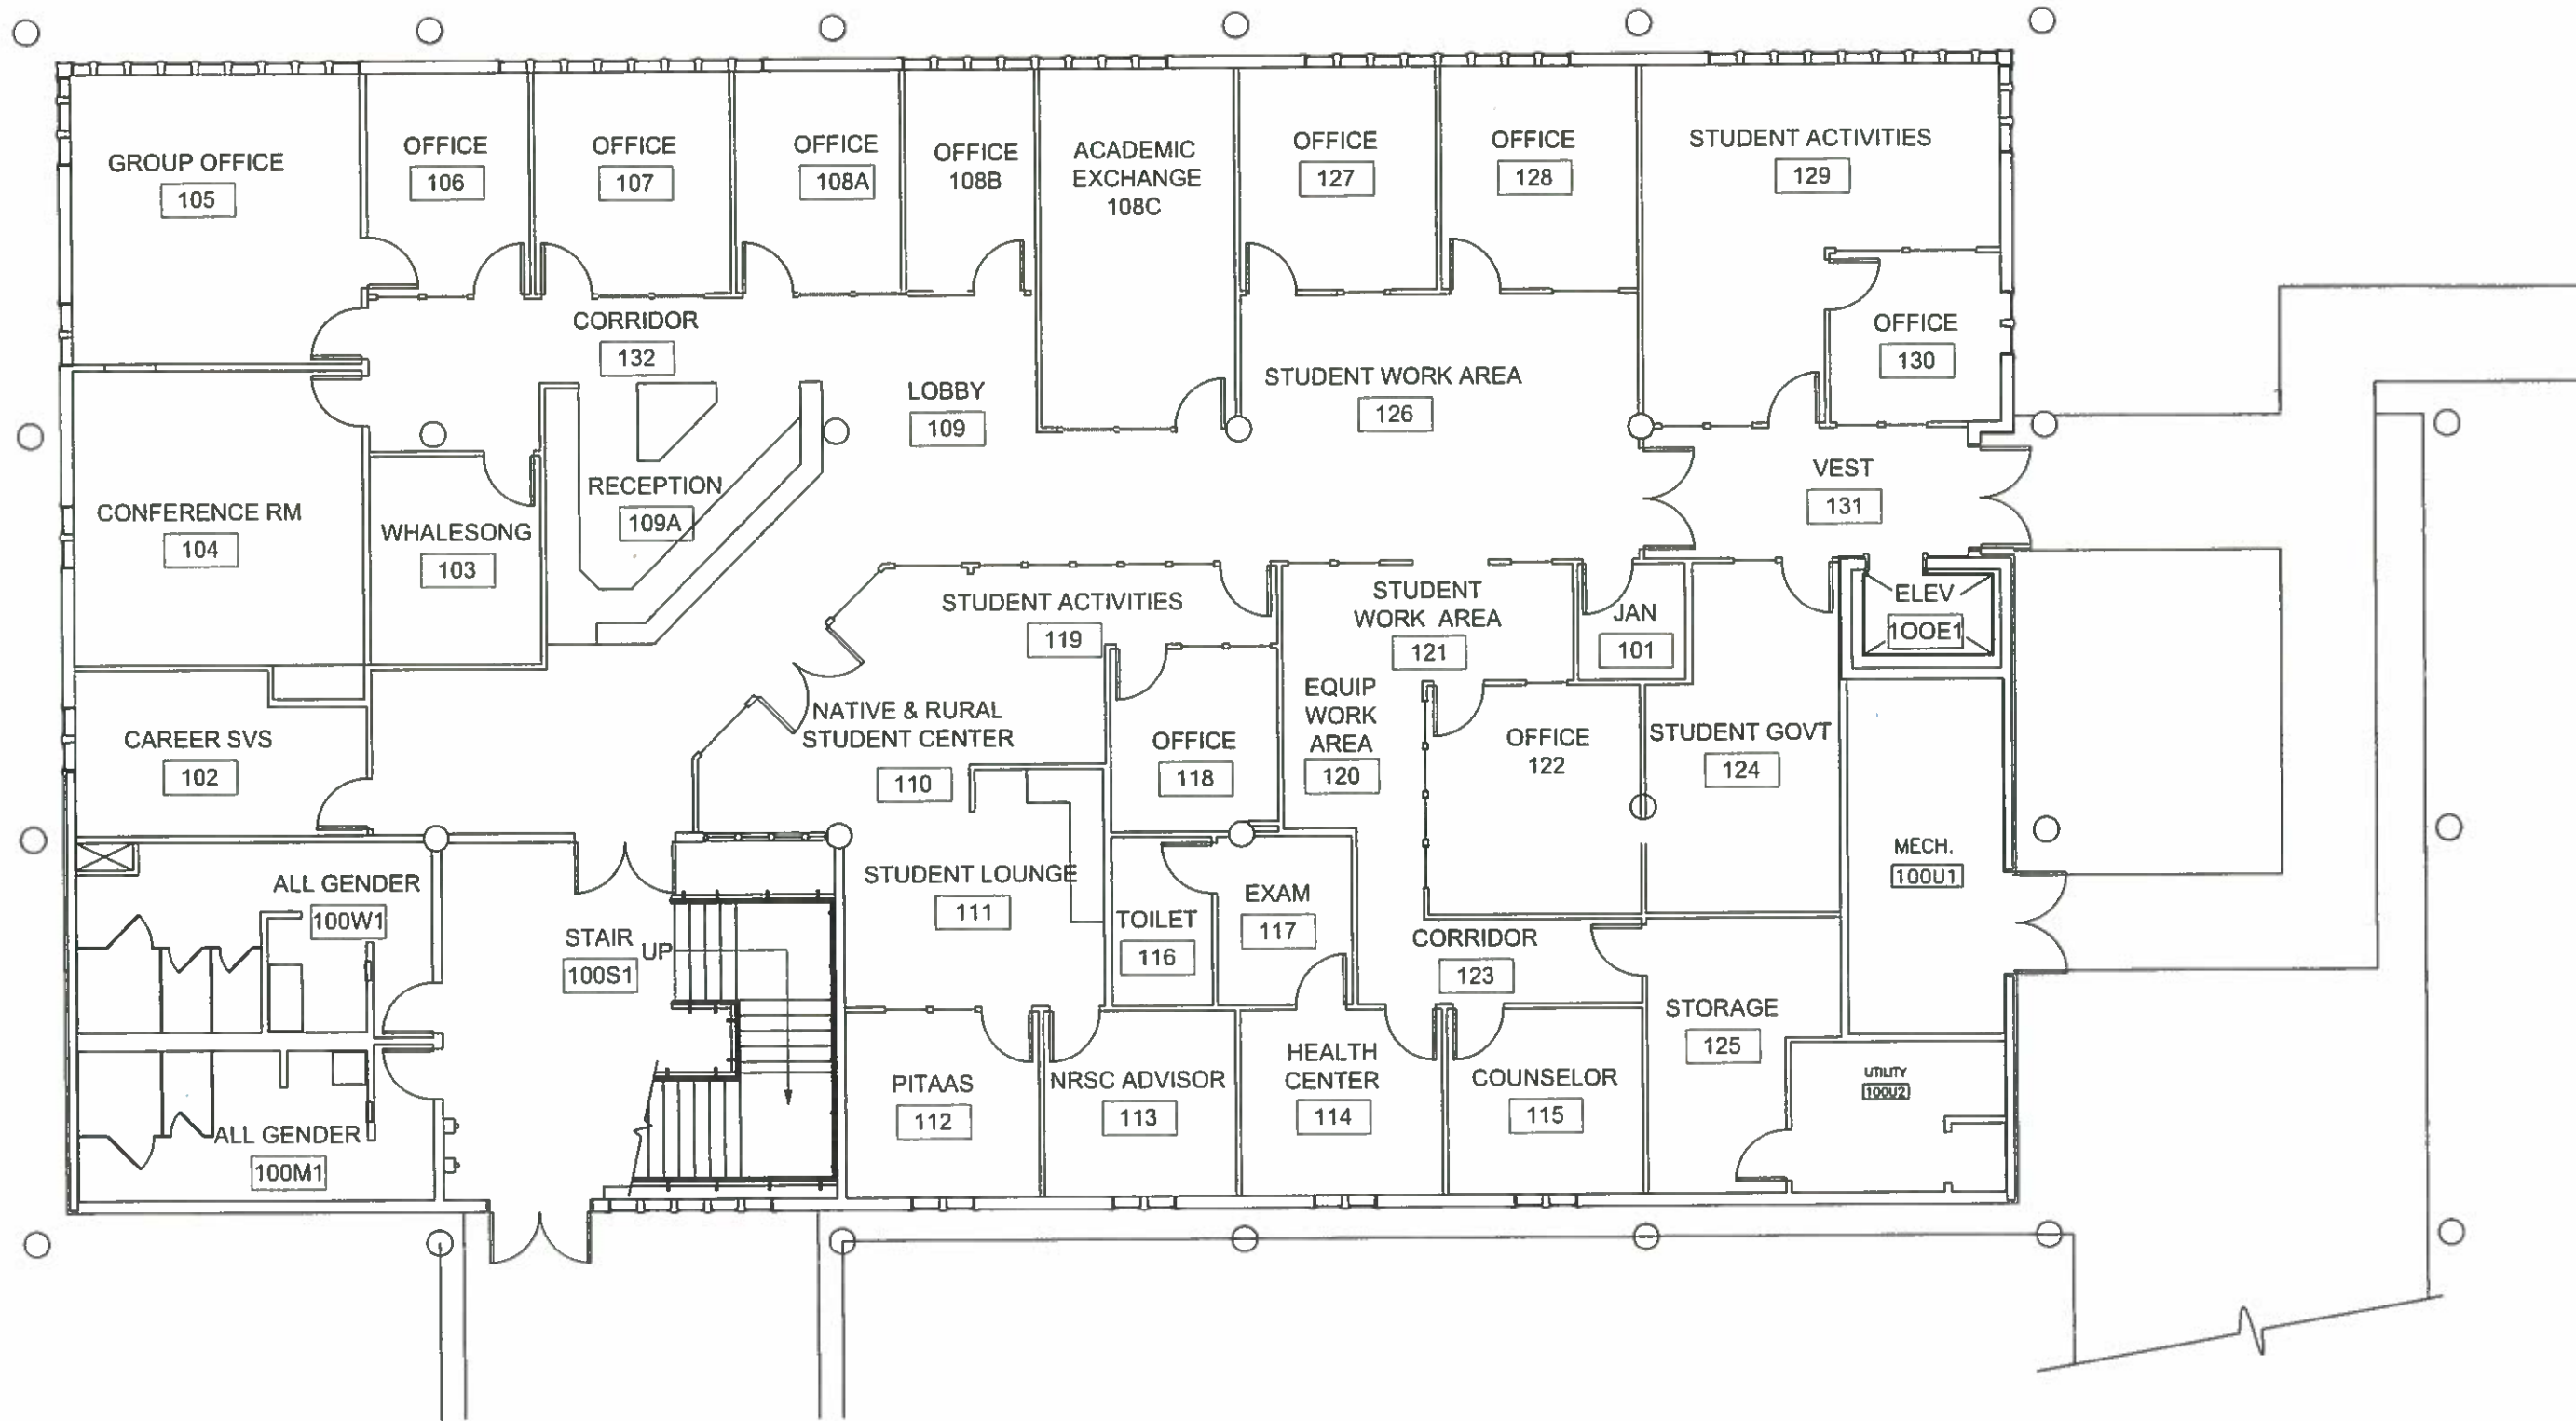 GROUP OFFICE
105
OFFICE
106
OFFICE
107
OFFICE
108A
OFFICE
108B
ACADEMIC
EXCHANGE
108C
OFFICE
127
OFFICE
128
STUDENT ACTIVITIES
129
OFFICE
130
CORRIDOR
132
LOBBY
109
STUDENT WORK AREA
126
VEST
131
CONFERENCE RM
104
WHALESONG
103
RECEPTION
109A
STUDENT ACTIVITIES
119
STUDENT
WORK AREA
121
JAN
101
ELEV
1OOE1
CAREER SVS
102
NATIVE & RURAL
STUDENT CENTER
110
OFFICE
118
EQUIP
WORK
AREA
120
OFFICE
122
STUDENT GOVT
124
MECH.
100U1
ALL GENDER
100W1
STAIR
100S1
UP
STUDENT LOUNGE
111
TOILET
116
EXAM
117
CORRIDOR
123
STORAGE
125
ALL GENDER
100M1
PITAAS
112
NRSC ADVISOR
113
HEALTH
CENTER
114
COUNSELOR
115
UTILITY
100U2